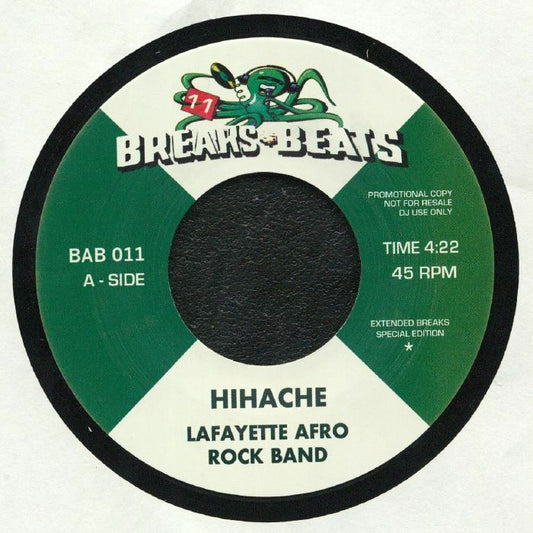 11
BREAKS & BEATS
PROMOTIONAL COPY
NOT FOR RESALE
DJ USE ONLY
BAB 011
A - SIDE
TIME 4:22
45 RPM
EXTENDED BREAKS
SPECIAL EDITION
*
HIHACHE
LAFAYETTE AFRO
ROCK BAND